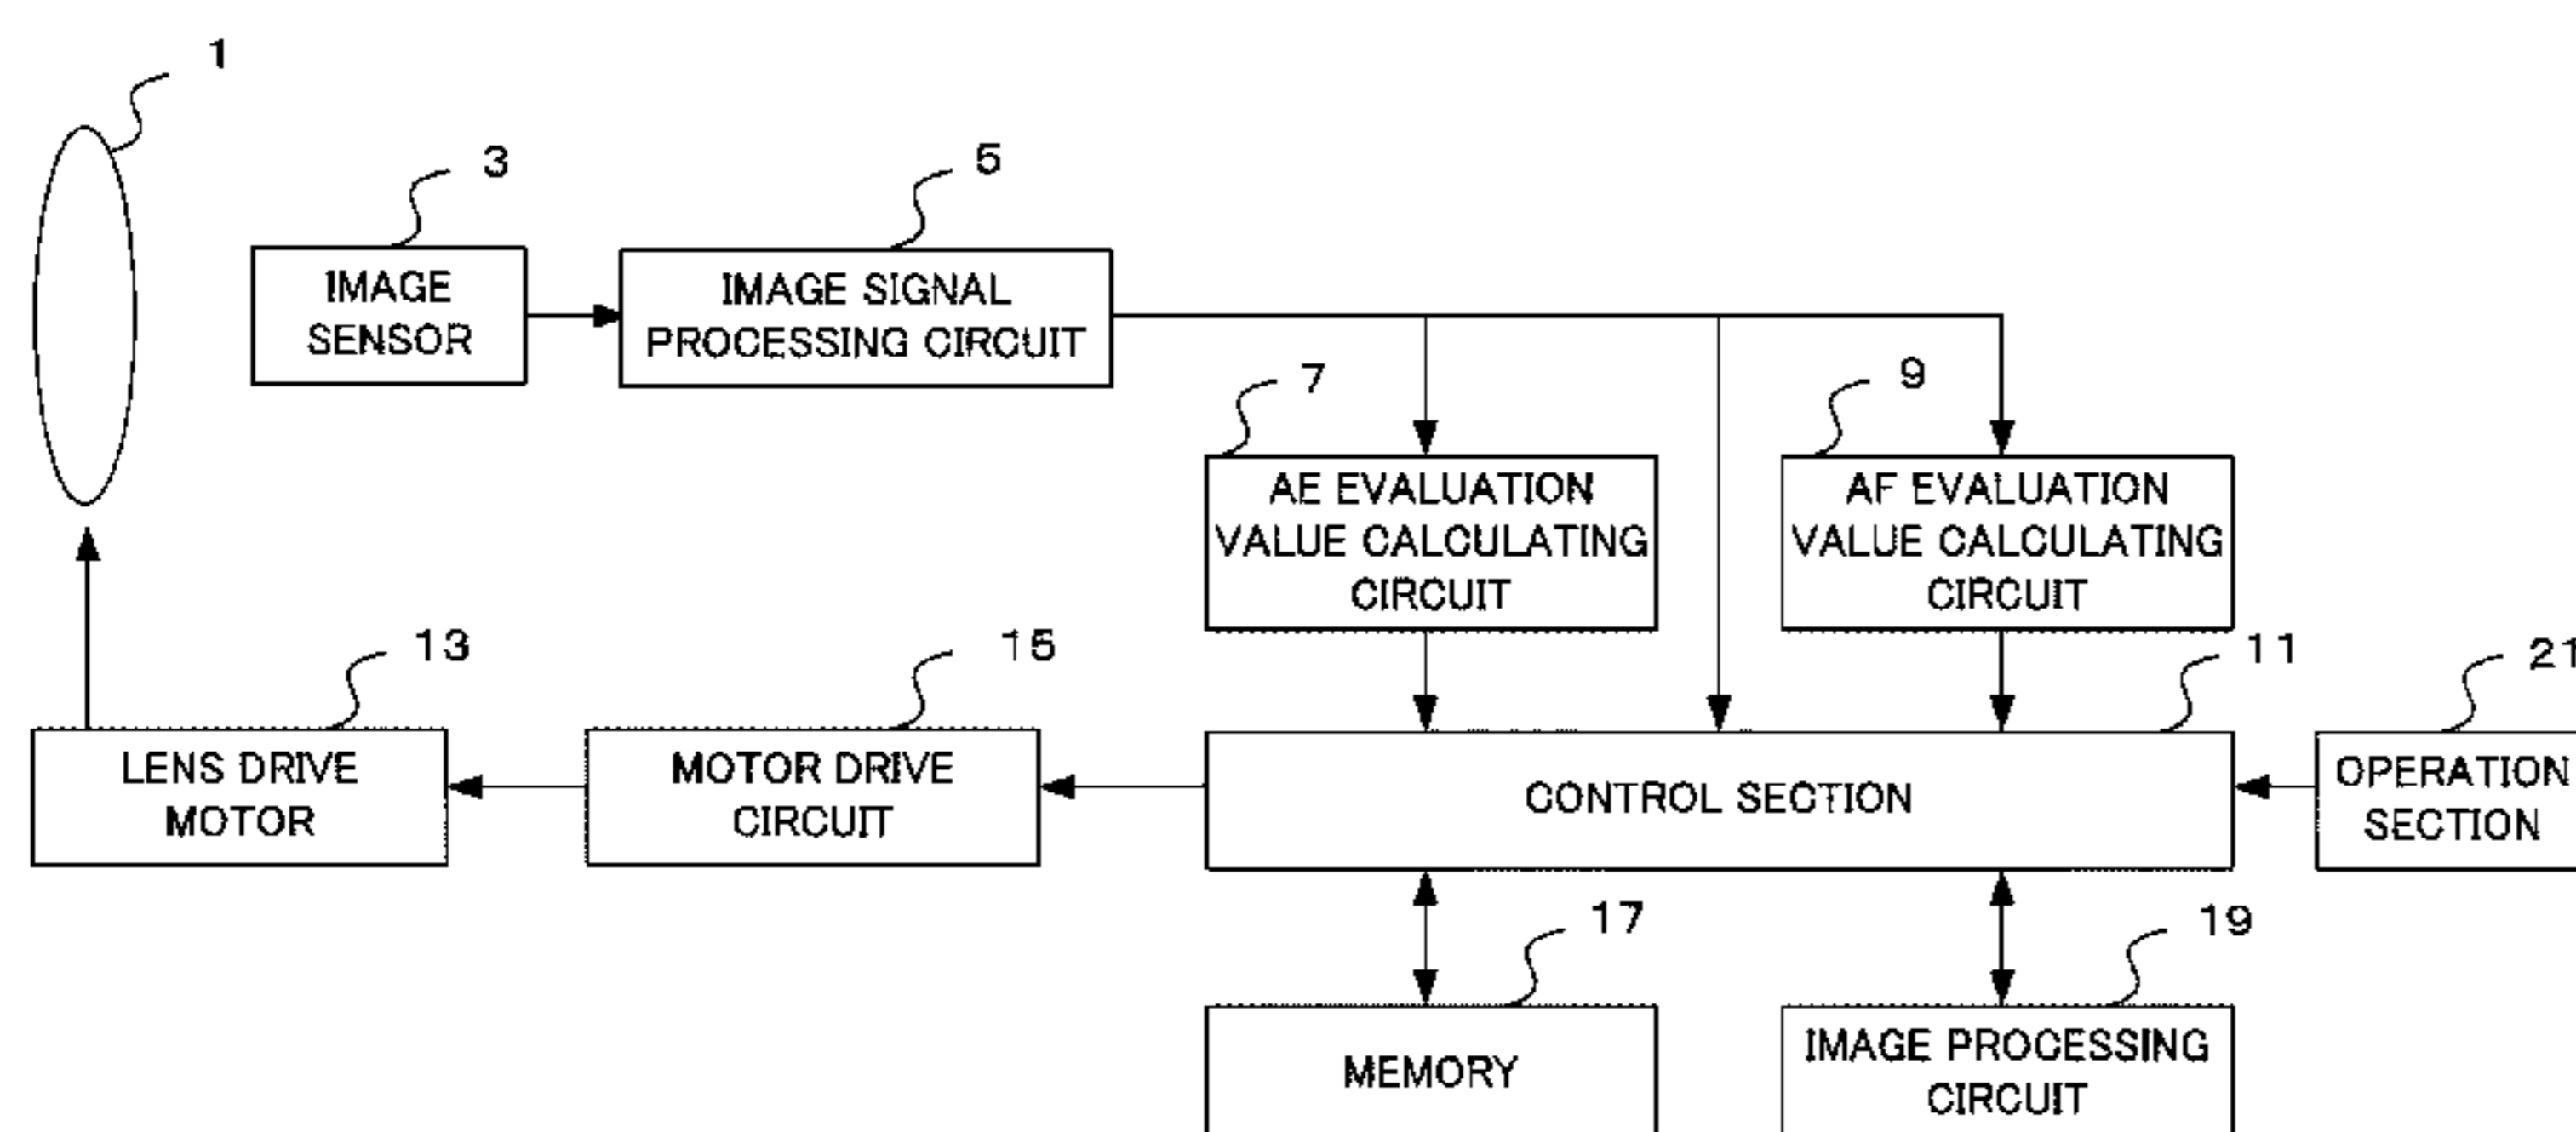 1
3
5
IMAGE
SENSOR
IMAGE SIGNAL
PROCESSING CIRCUIT
7
9
AE EVALUATION
VALUE CALCULATING
CIRCUIT
AF EVALUATION
VALUE CALCULATING
CIRCUIT
13
15
11
21
LENS DRIVE
MOTOR
MOTOR DRIVE
CIRCUIT
CONTROL SECTION
OPERATION
SECTION
17
19
MEMORY
IMAGE PROCESSING
CIRCUIT